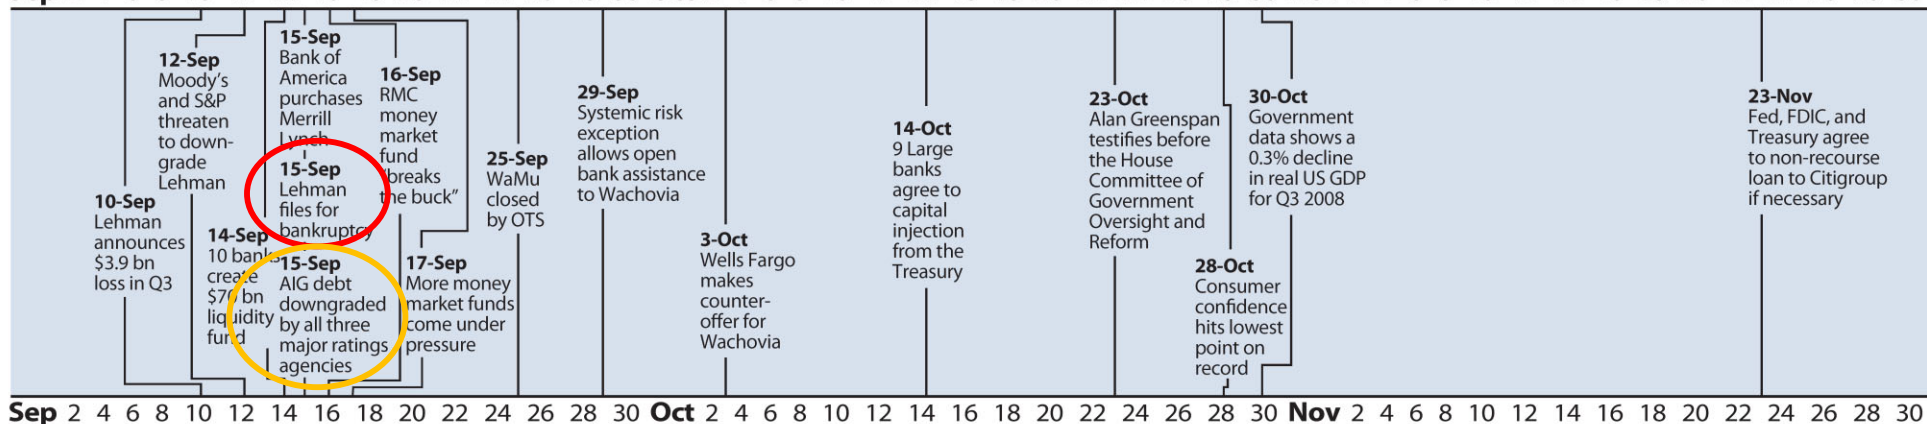 10-Sep
Lehman
announces
$3.9 bn
loss in Q3
12-Sep
Moody's
and S&P
threaten
to down-
grade
Lehman
14-Sep
10 banks
create
$70 bn
liquidity
fund
15-Sep
Bank of
America
purchases
Merrill
Lynch
15-Sep
Lehman
files for
bankruptcy
15-Sep
AIG debt
downgraded
by all three
major ratings
agencies
16-Sep
RMC
money
market
fund
"breaks
the buck"
17-Sep
More money
market funds
come under
pressure
25-Sep
WaMu
closed
by OTS
29-Sep
Systemic risk
exception
allows open
bank assistance
to Wachovia
3-Oct
Wells Fargo
makes
counter-
offer for
Wachovia
14-Oct
9 Large
banks
agree to
capital
injection
from the
Treasury
23-Oct
Alan Greenspan
testifies before
the House
Committee of
Government
Oversight and
Reform
28-Oct
Consumer
confidence
hits lowest
point on
record
30-Oct
Government
data shows a
0.3% decline
in real US GDP
for Q3 2008
23-Nov
Fed, FDIC, and
Treasury agree
to non-recourse
loan to Citigroup
if necessary
Sep 2 4 6 8 10 12 14 16 18 20 22 24 26 28 30 Oct 2 4 6 8 10 12 14 16 18 20 22 24 26 28 30 Nov 2 4 6 8 10 12 14 16 18 20 22 24 26 28 30